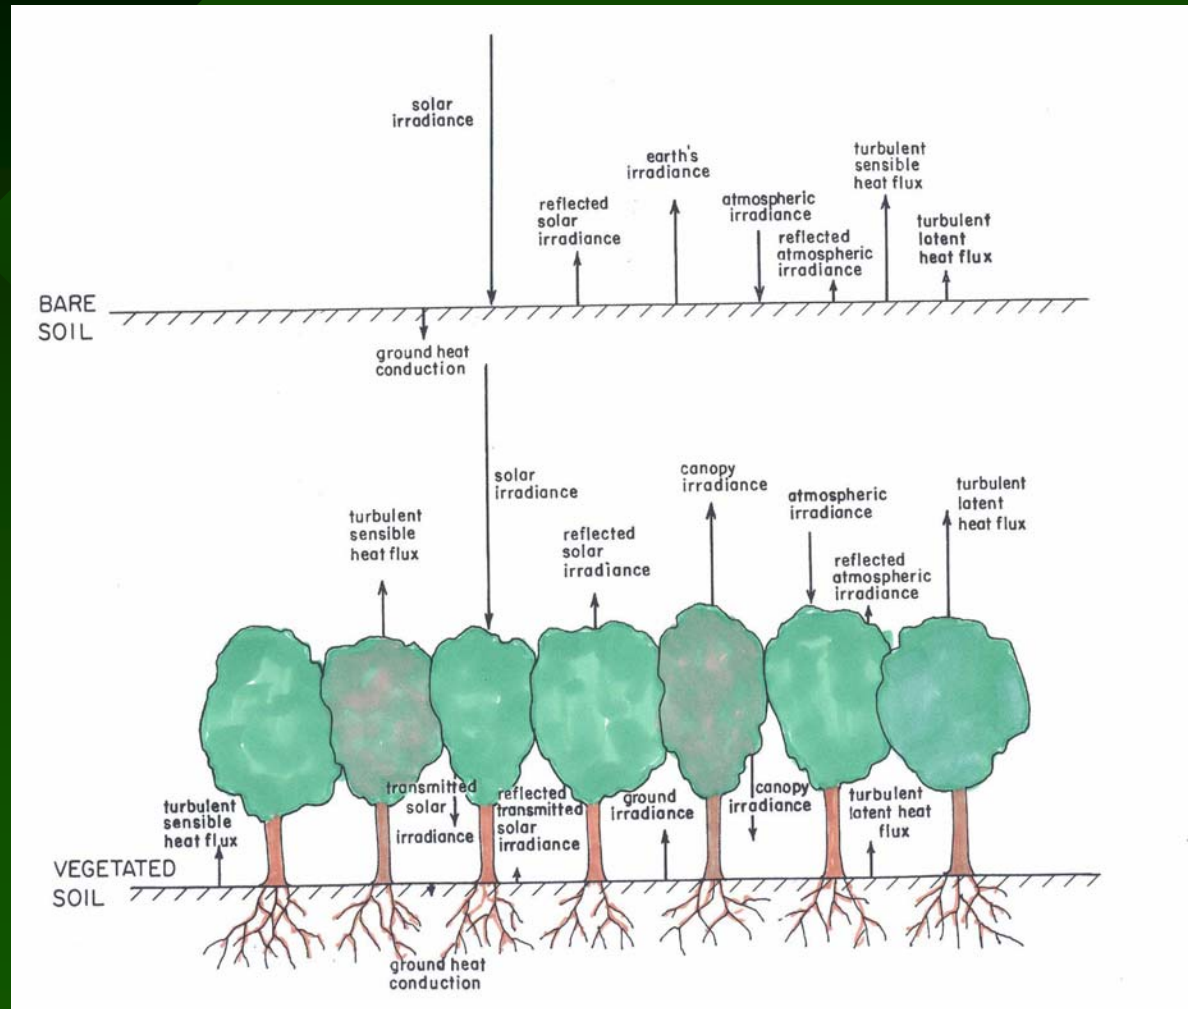 solar
irradiance
reflected
solar
irradiance
earth's
irradiance
atmospheric
irradiance
reflected
atmospheric
irradiance
turbulent
sensible
heat flux
turbulent
latent
heat flux
BARE
SOIL
ground heat
conduction
turbulent
sensible
heat flux
solar
irradiance
reflected
solar
irradiance
canopy
irradiance
atmospheric
irradiance
reflected
atmospheric
irradiance
turbulent
latent
heat flux
turbulent
sensible
heat flux
transmitted
solar
irradiance
reflected
transmitted
solar
irradiance
ground
irradiance
canopy
irradiance
turbulent
latent heat
flux
VEGETATED
SOIL
ground heat
conduction